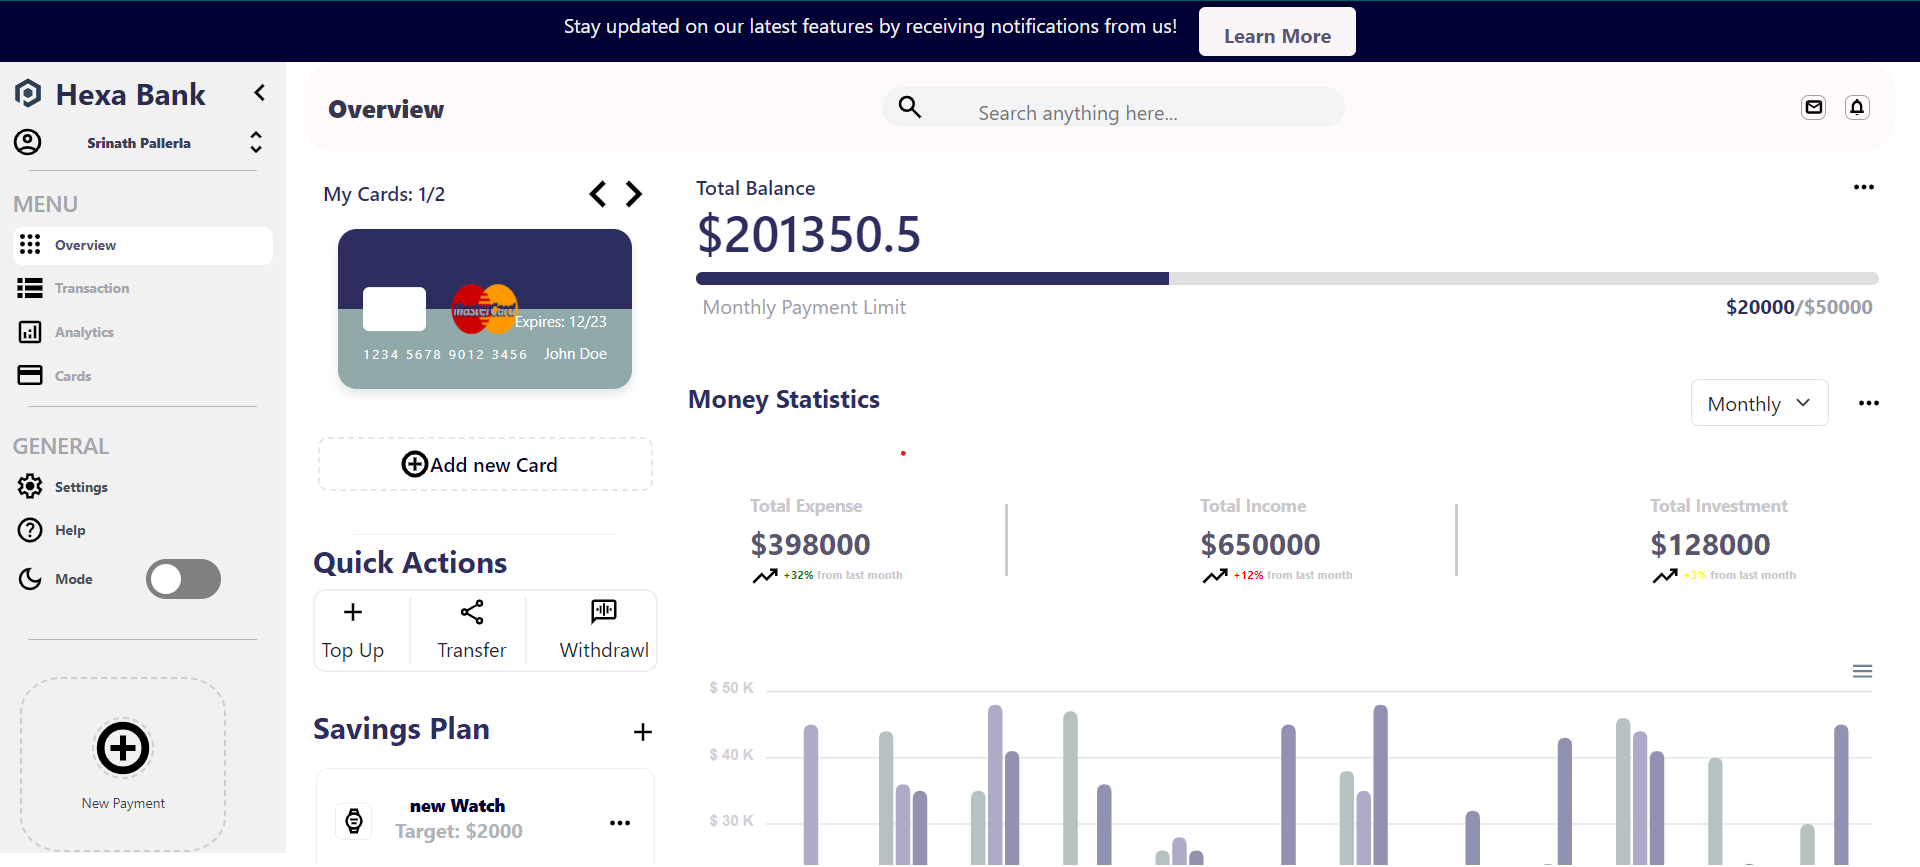 Stay updated on our latest features by receiving notifications from us!
Learn More
Hexa Bank
Srinath Pallerla
MENU
Overview
Transaction
Analytics
Cards
GENERAL
Settings
Help
Mode
New Payment
Overview
Search anything here...
My Cards: 1/2
MasterCard
Expires: 12/23
1234 5678 9012 3456 John Doe
Add new Card
Quick Actions
Top Up
Transfer
Withdrawl
Savings Plan
new Watch
Target: $2000
Total Balance
$201350.5
Monthly Payment Limit
$20000/$50000
Money Statistics
Monthly
Total Expense
$398000
+32% from last month
Total Income
$650000
+12% from last month
Total Investment
$128000
+3% from last month
$ 50 K
$ 40 K
$ 30 K